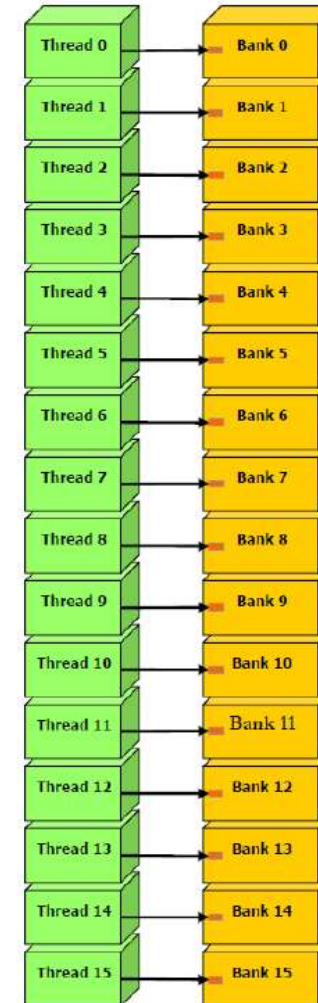 Thread 0 Bank 0
Thread 1 Bank 1
Thread 2 Bank 2
Thread 3 Bank 3
Thread 4 Bank 4
Thread 5 Bank 5
Thread 6 Bank 6
Thread 7 Bank 7
Thread 8 Bank 8
Thread 9 Bank 9
Thread 10 Bank 10
Thread 11 Bank 11
Thread 12 Bank 12
Thread 13 Bank 13
Thread 14 Bank 14
Thread 15 Bank 15